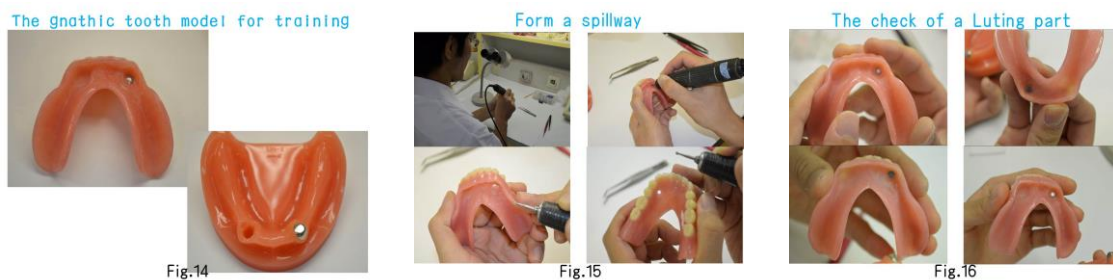 The gnathic tooth model for training
Form a spillway
The check of a Luting part
Fig.14
Fig.15
Fig.16